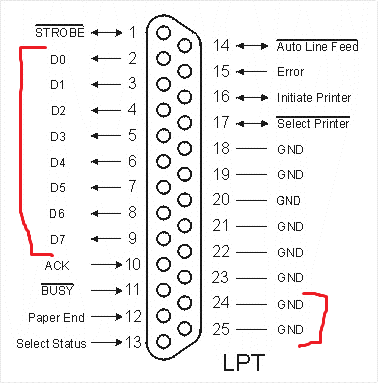 STROBE 1
D0 2
D1 3
D2 4
D3 5
D4 6
D5 7
D6 8
D7 9
ACK 10
BUSY 11
Paper End 12
Select Status 13
14 Auto Line Feed
15 Error
16 Initiate Printer
17 Select Printer
18 GND
19 GND
20 GND
21 GND
22 GND
23 GND
24 GND
25 GND
LPT